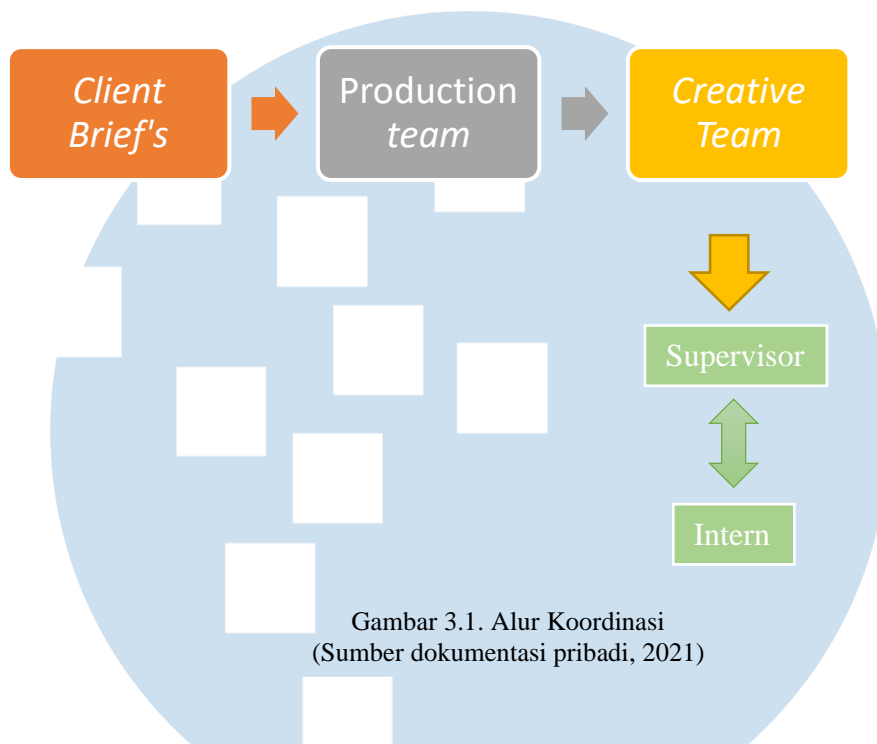 Client
Brief's
Production
team
Creative
Team
Supervisor
Intern
Gambar 3.1. Alur Koordinasi
(Sumber dokumentasi pribadi, 2021)